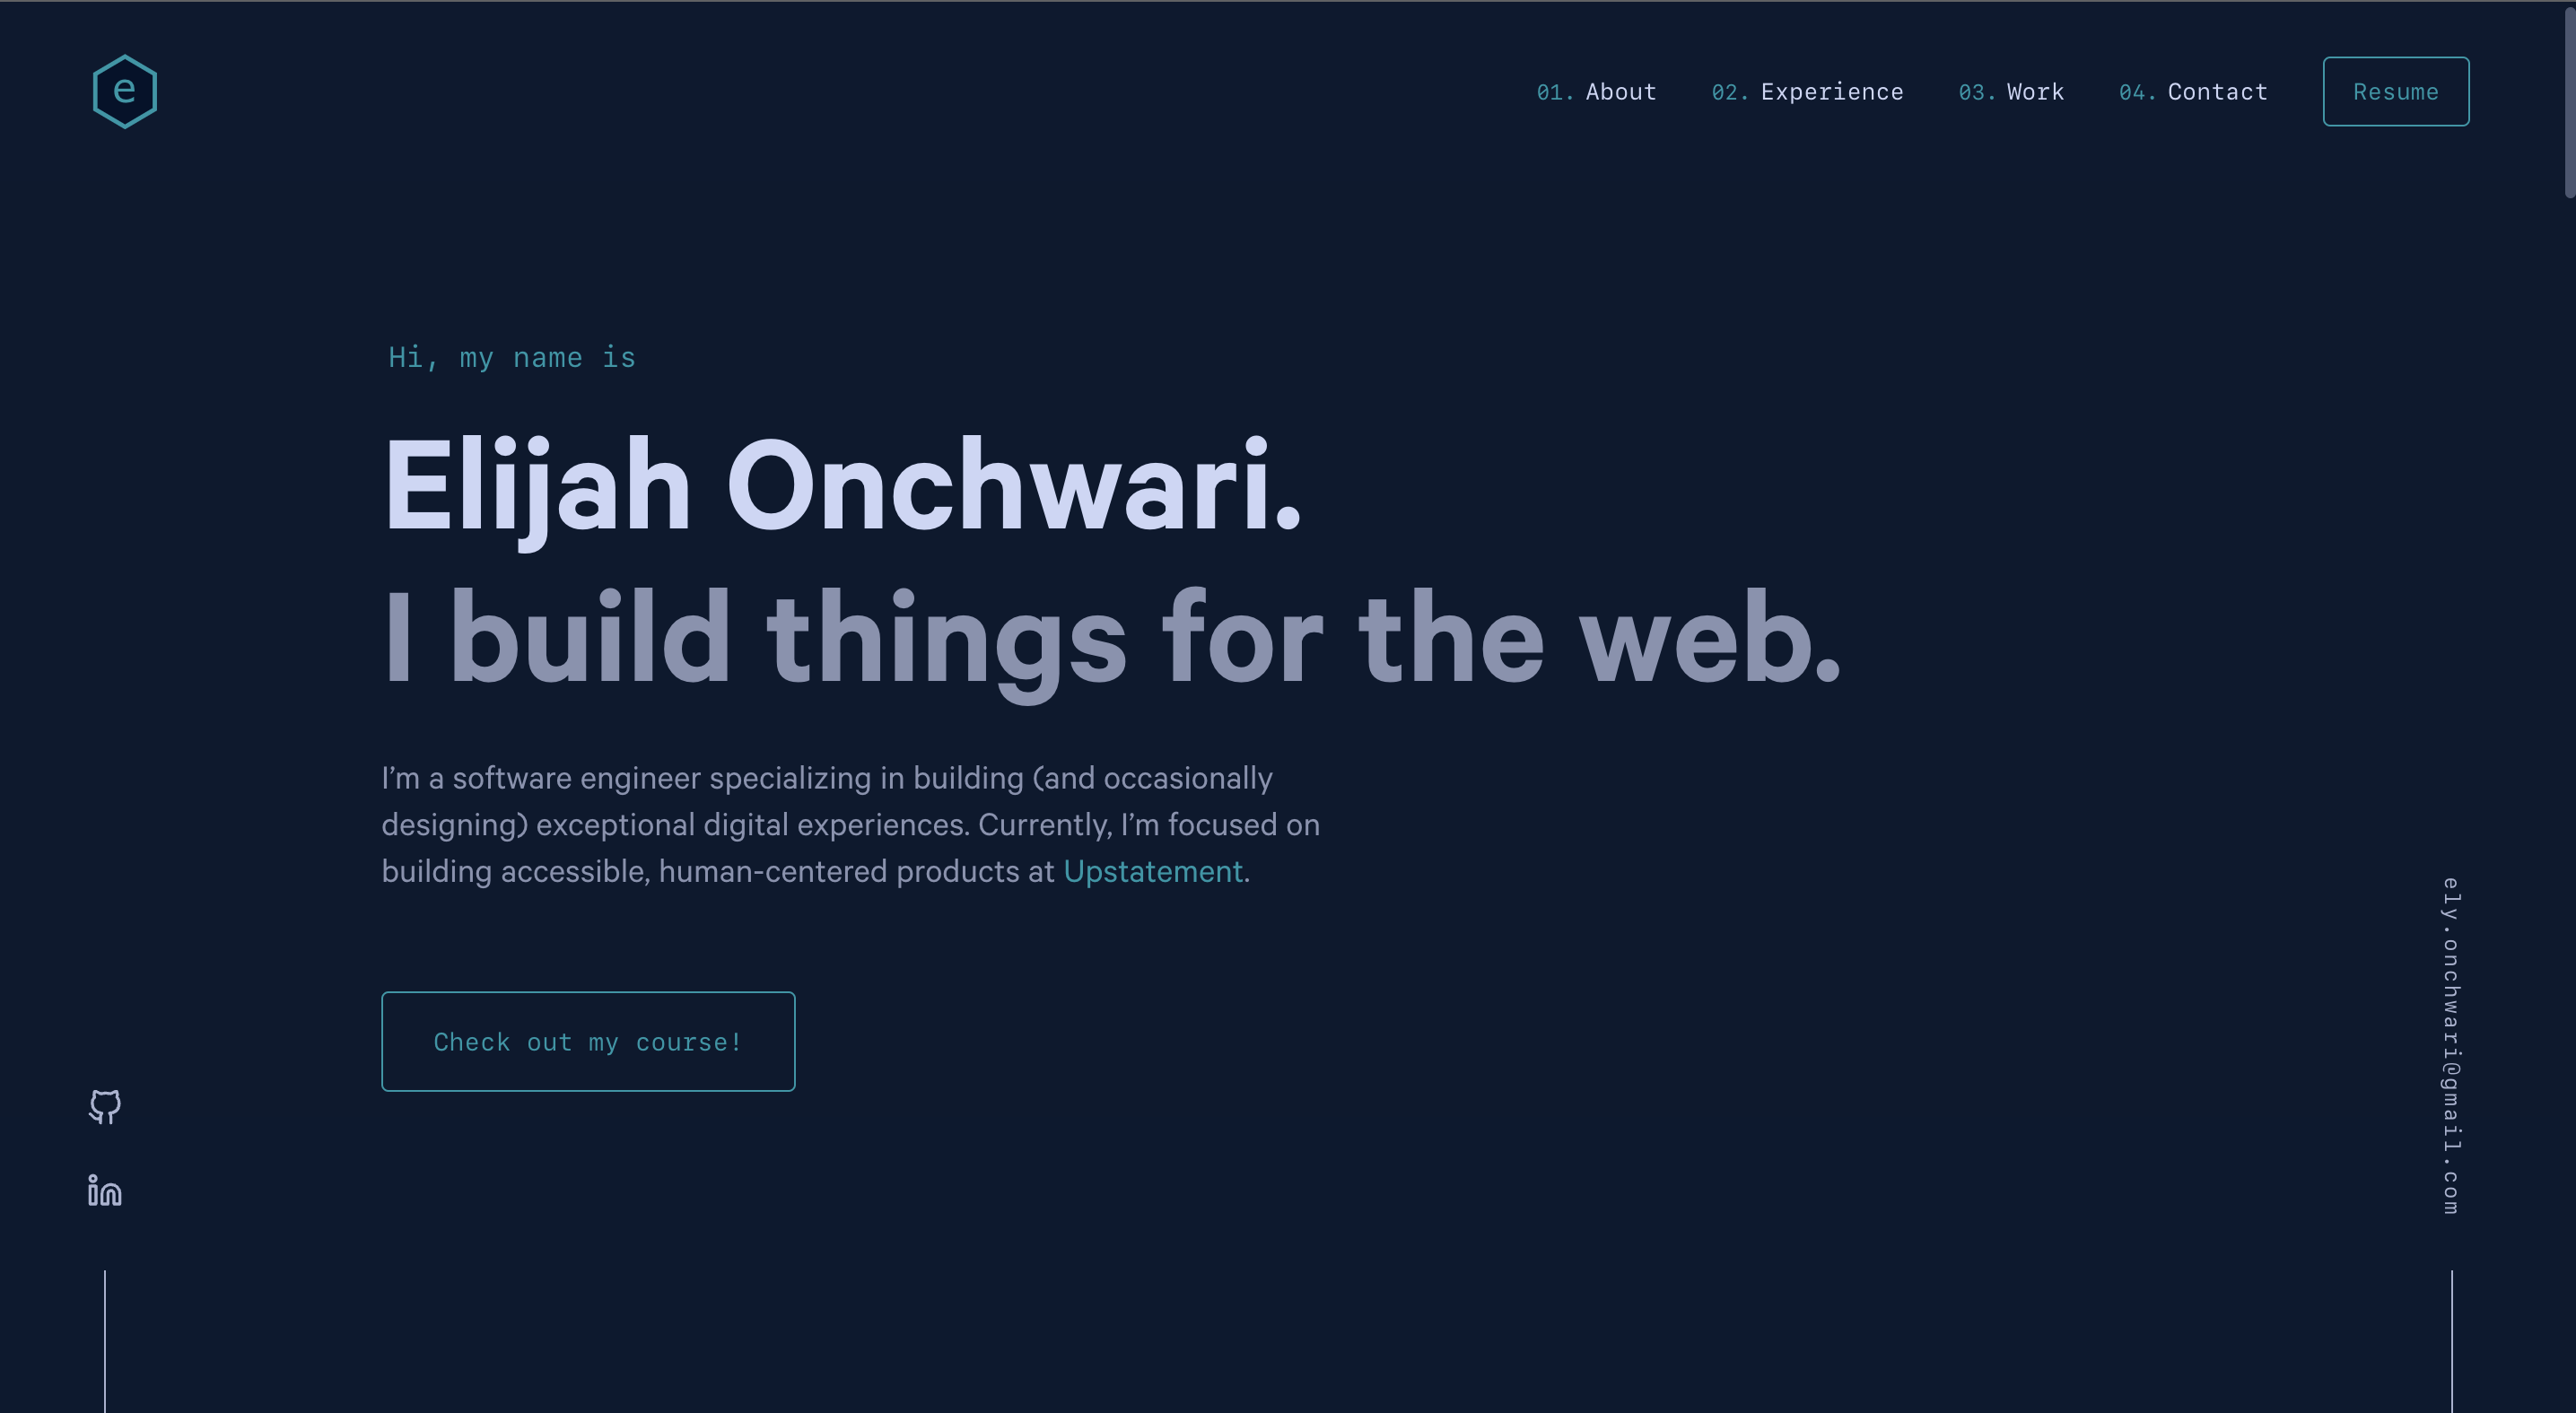 e
01. About
02. Experience
03. Work
04. Contact
Resume
Hi, my name is
Elijah Onchwari.
I build things for the web.
I’m a software engineer specializing in building (and occasionally
designing) exceptional digital experiences. Currently, I’m focused on
building accessible, human-centered products at Upstatement.
Check out my course!
in
ely.onchwari@gmail.com